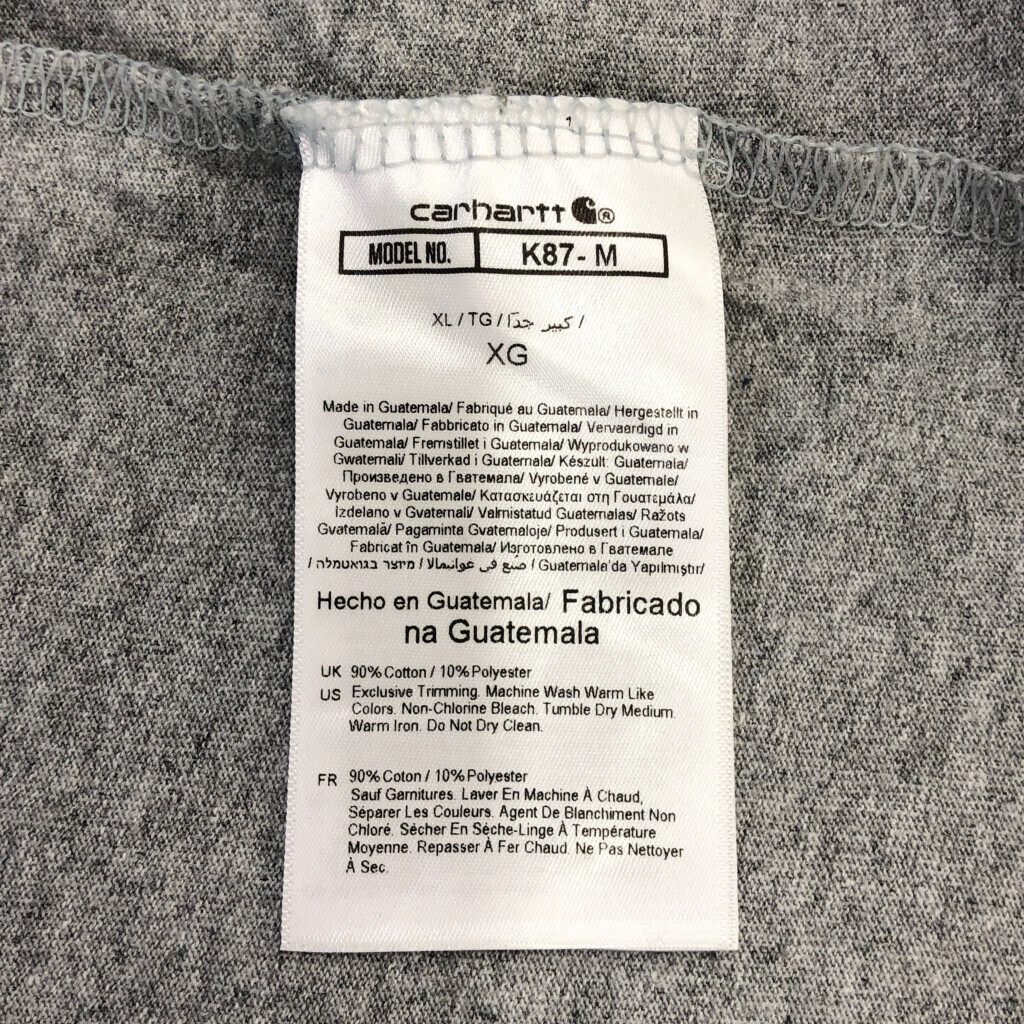 carhartt ®
MODEL NO. K87- M
XL / TG / كبير جدًا /
XG
Made in Guatemala/ Fabriqué au Guatemala/ Hergestellt in
Guatemala/ Fabbricato in Guatemala/ Vervaardigd in
Guatemala/ Fremstillet i Guatemala/ Wyprodukowano w
Gwatemali/ Tillverkad i Guatemala/ Készült: Guatemala/
Произведено в Гватемала/ Vyrobené v Guatemale/
Vyrobeno v Guatemale/ Κατασκευάζεται στη Γουατεμάλα/
Izdelano v Gvatemali/ Valmistatud Guatemalas/ Ražots
Gvatemalā/ Pagaminta Gvatemaloje/ Produsert i Guatemala/
Fabricat în Guatemala/ Изготовлено в Гватемале
/ מיוצר בגואטמלה / صُنع في غواتيمالا / Guatemala'da Yapılmıştır/
Hecho en Guatemala/ Fabricado
na Guatemala
UK 90% Cotton / 10% Polyester
US Exclusive Trimming. Machine Wash Warm Like
Colors. Non-Chlorine Bleach. Tumble Dry Medium.
Warm Iron. Do Not Dry Clean.
FR 90% Coton / 10% Polyester
Sauf Garnitures. Laver En Machine À Chaud,
Séparer Les Couleurs. Agent De Blanchiment Non
Chloré. Sécher En Sèche-Linge À Température
Moyenne. Repasser À Fer Chaud. Ne Pas Nettoyer
À Sec.